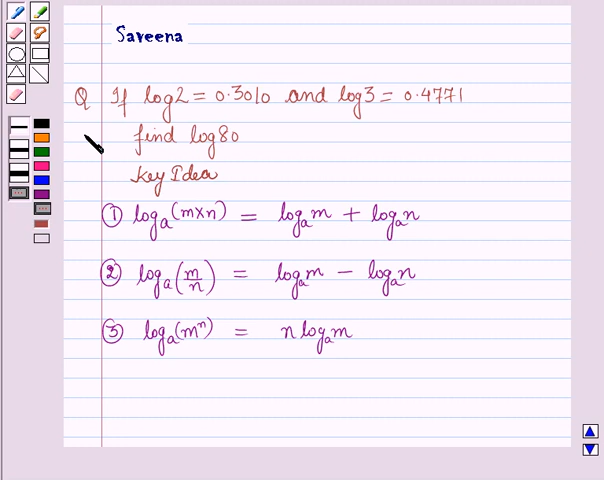 Saveena
Q If log2 = 0.3010 and log3 = 0.4771
find log80
Key Idea
① logₐ(m×n) = logₐm + logₐn
② logₐ(m/n) = logₐm − logₐn
③ logₐ(mⁿ) = n logₐm